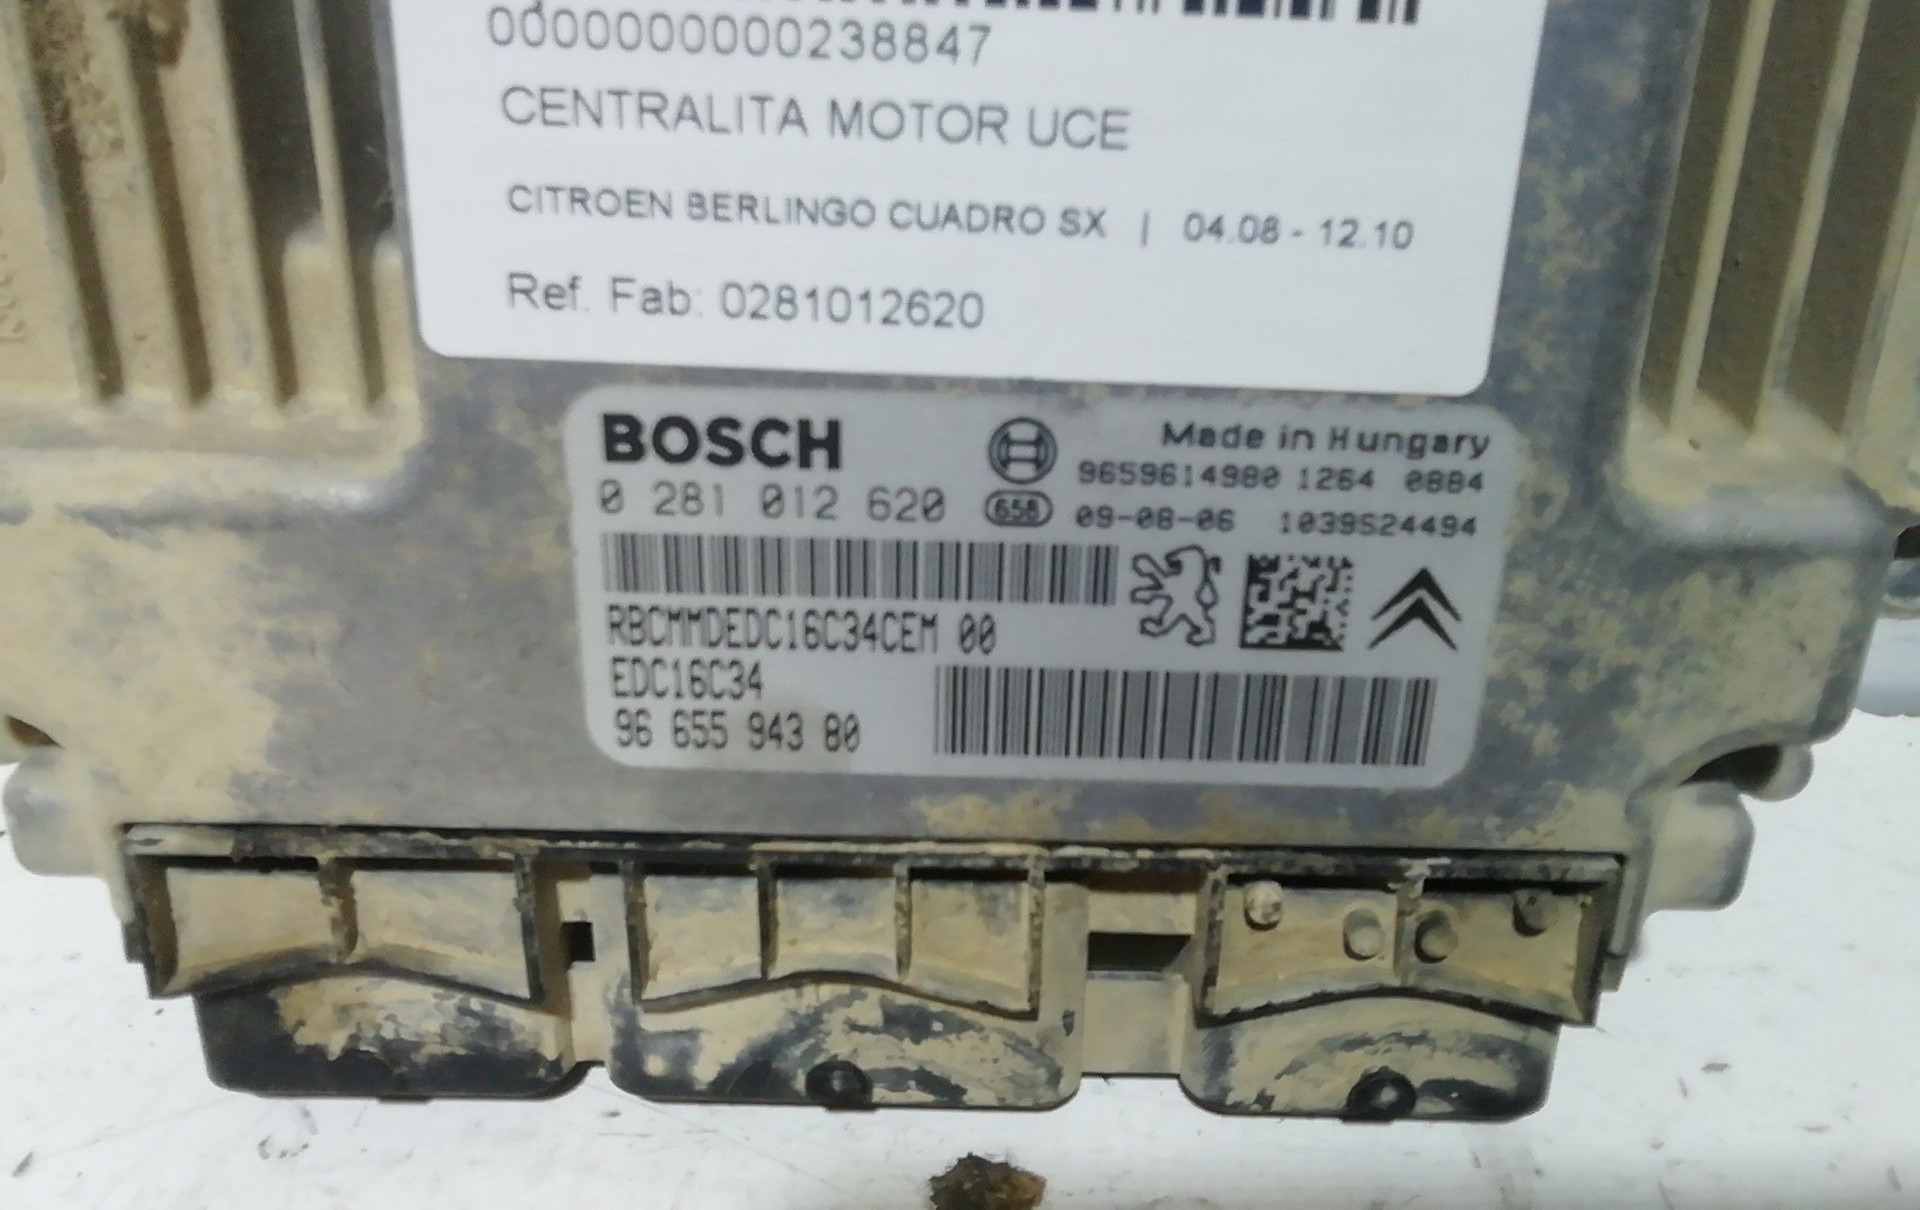 0000000000238847
CENTRALITA MOTOR UCE
CITROEN BERLINGO CUADRO SX | 04.08 - 12.10
Ref. Fab: 0281012620
BOSCH
Made in Hungary
9659614980 1264 0884
0 281 012 620
658
09-08-06 1039S24494
RBCMMDEDC16C34CEM 00
EDC16C34
96 655 943 80